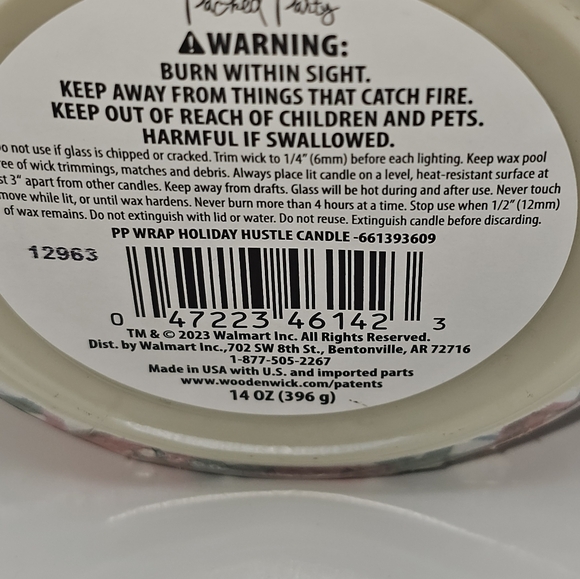 Packed Party
WARNING:
BURN WITHIN SIGHT.
KEEP AWAY FROM THINGS THAT CATCH FIRE.
KEEP OUT OF REACH OF CHILDREN AND PETS.
HARMFUL IF SWALLOWED.
o not use if glass is chipped or cracked. Trim wick to 1/4" (6mm) before each lighting. Keep wax pool
ee of wick trimmings, matches and debris. Always place lit candle on a level, heat-resistant surface at
st 3" apart from other candles. Keep away from drafts. Glass will be hot during and after use. Never touch
move while lit, or until wax hardens. Never burn more than 4 hours at a time. Stop use when 1/2" (12mm)
of wax remains. Do not extinguish with lid or water. Do not reuse. Extinguish candle before discarding.
PP WRAP HOLIDAY HUSTLE CANDLE -661393609
12963
0 47223 46142 3
TM & © 2023 Walmart Inc. All Rights Reserved.
Dist. by Walmart Inc.,702 SW 8th St., Bentonville, AR 72716
1-877-505-2267
Made in USA with U.S. and imported parts
www.woodenwick.com/patents
14 OZ (396 g)